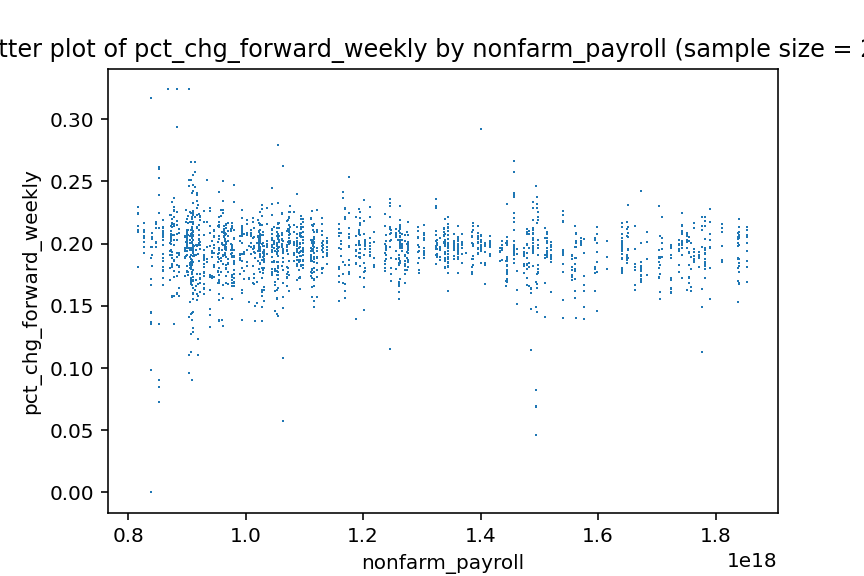 tter plot of pct_chg_forward_weekly by nonfarm_payroll (sample size =
0.30
0.25
0.20
0.15
0.10
0.05
0.00
pct_chg_forward_weekly
0.8 1.0 1.2 1.4 1.6 1.8
1e18
nonfarm_payroll